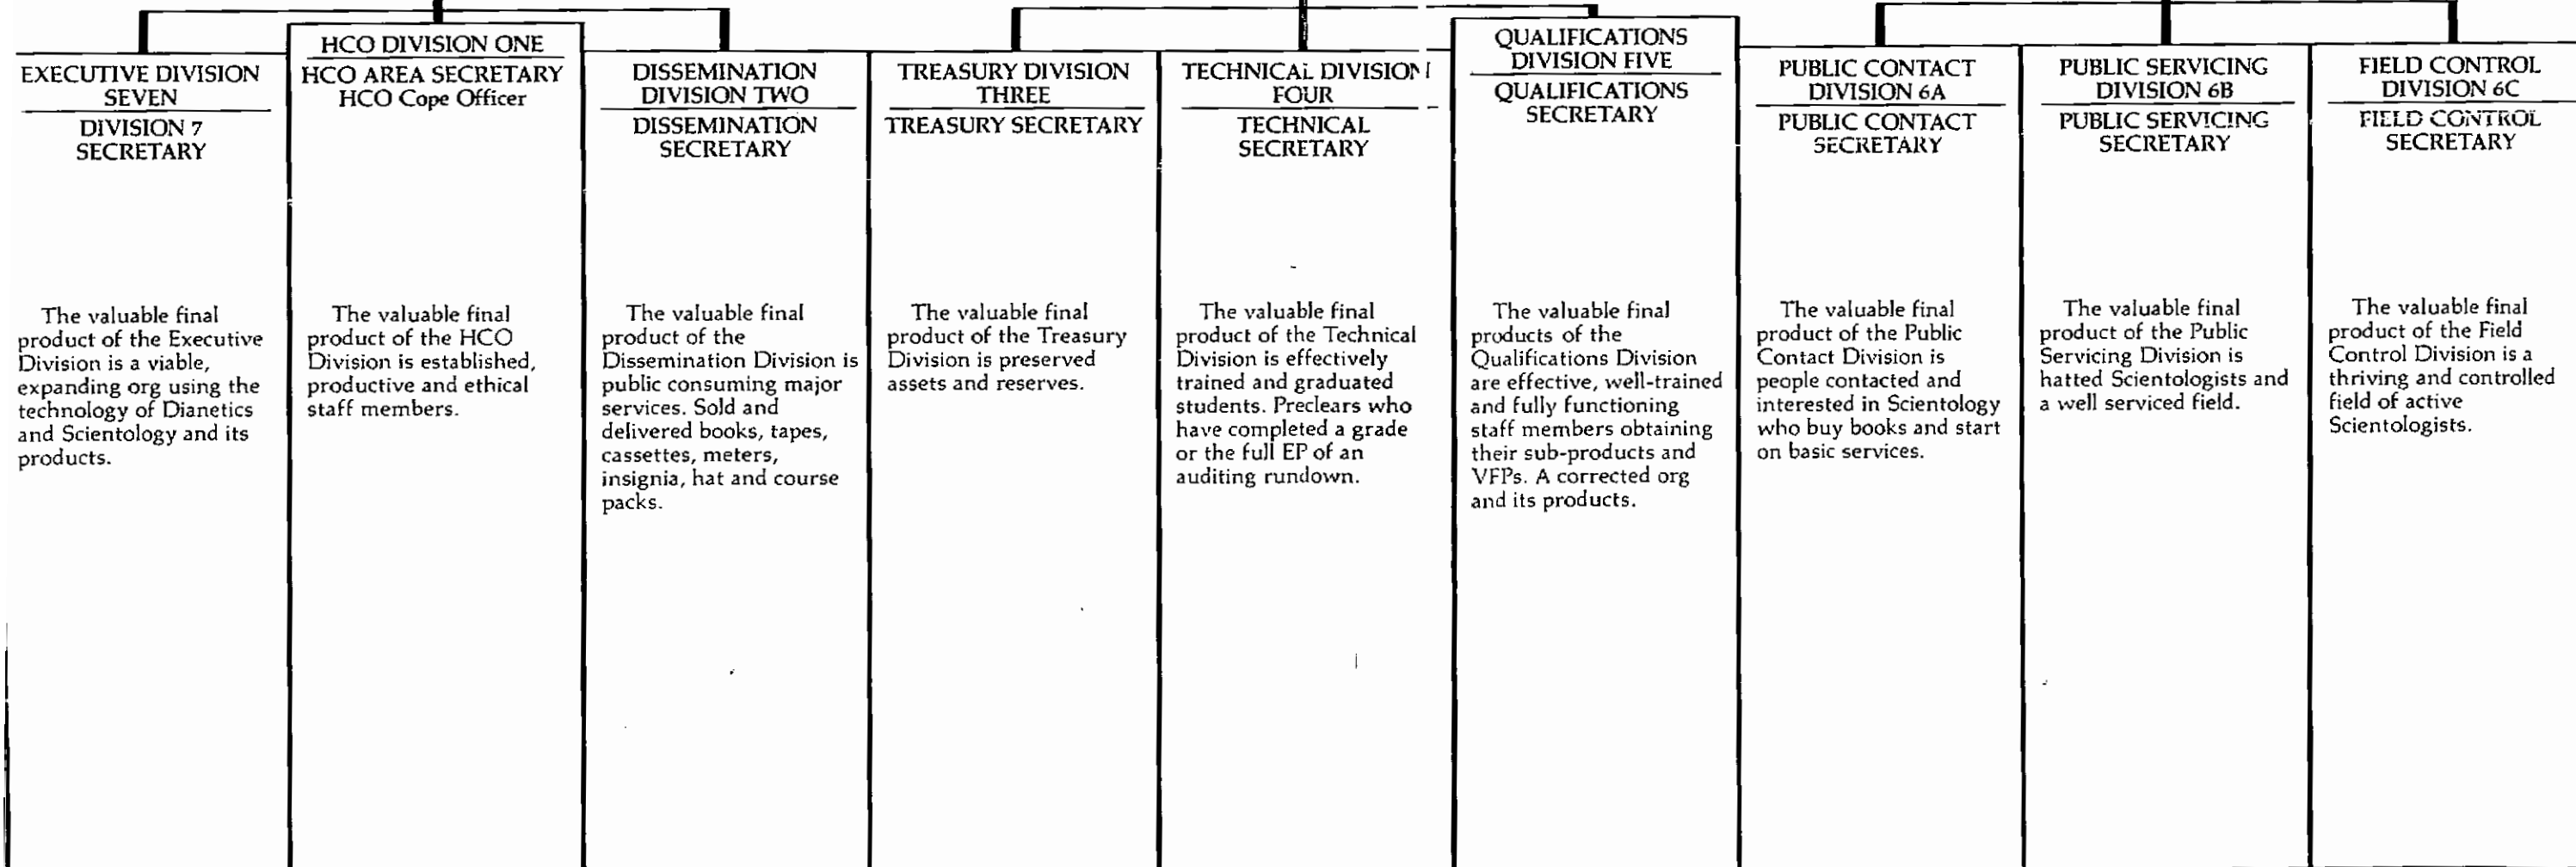 EXECUTIVE DIVISION
SEVEN
DIVISION 7
SECRETARY
The valuable final
product of the Executive
Division is a viable,
expanding org using the
technology of Dianetics
and Scientology and its
products.
HCO DIVISION ONE
HCO AREA SECRETARY
HCO Cope Officer
The valuable final
product of the HCO
Division is established,
productive and ethical
staff members.
DISSEMINATION
DIVISION TWO
DISSEMINATION
SECRETARY
The valuable final
product of the
Dissemination Division is
public consuming major
services. Sold and
delivered books, tapes,
cassettes, meters,
insignia, hat and course
packs.
TREASURY DIVISION
THREE
TREASURY SECRETARY
The valuable final
product of the Treasury
Division is preserved
assets and reserves.
TECHNICAL DIVISION
FOUR
TECHNICAL
SECRETARY
The valuable final
product of the Technical
Division is effectively
trained and graduated
students. Preclears who
have completed a grade
or the full EP of an
auditing rundown.
QUALIFICATIONS
DIVISION FIVE
QUALIFICATIONS
SECRETARY
The valuable final
products of the
Qualifications Division
are effective, well-trained
and fully functioning
staff members obtaining
their sub-products and
VFPs. A corrected org
and its products.
PUBLIC CONTACT
DIVISION 6A
PUBLIC CONTACT
SECRETARY
The valuable final
product of the Public
Contact Division is
people contacted and
interested in Scientology
who buy books and start
on basic services.
PUBLIC SERVICING
DIVISION 6B
PUBLIC SERVICING
SECRETARY
The valuable final
product of the Public
Servicing Division is
hatted Scientologists and
a well serviced field.
FIELD CONTROL
DIVISION 6C
FIELD CONTROL
SECRETARY
The valuable final
product of the Field
Control Division is a
thriving and controlled
field of active
Scientologists.